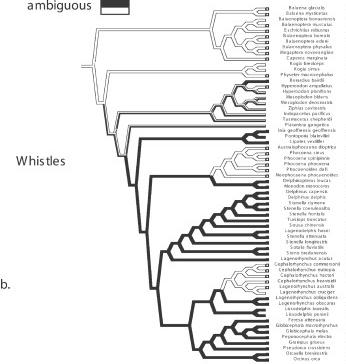 ambiguous
Balaena glacialis
Balaena mysticetus
Balaenoptera bonaerensis
Balaenoptera musculus
Eschrichtius robustus
Balaenoptera borealis
Balaenoptera edeni
Balaenoptera physalus
Megaptera novaeangliae
Caperea marginata
Kogia breviceps
Kogia simus
Physeter macrocephalus
Berardius bairdii
Hyperoodon ampullatus
Hyperoodon planifrons
Mesoplodon bidens
Mesoplodon densirostris
Ziphius cavirostris
Indopacetus pacificus
Tasmacetus shepherdi
Platanista gangetica
Inia geoffrensis geoffrensis
Pontoporia blainvillei
Lipotes vexillifer
Australophocaena dioptrica
Phocoena sinus
Phocoena spinipinnis
Phocoena phocoena
Phocoenoides dalli
Neophocaena phocaenoides
Delphinapterus leucas
Monodon monoceros
Delphinus capensis
Delphinus delphis
Stenella clymene
Stenella coeruleoalba
Stenella frontalis
Tursiops truncatus
Sousa chinensis
Lagenodelphis hosei
Stenella attenuata
Stenella longirostris
Sotalia fluviatilis
Steno bredanensis
Lagenorhynchus acutus
Cephalorhynchus commersonii
Cephalorhynchus eutropia
Cephalorhynchus hectori
Cephalorhynchus heavisidii
Lagenorhynchus australis
Lagenorhynchus cruciger
Lagenorhynchus obliquidens
Lagenorhynchus obscurus
Lissodelphis borealis
Lissodelphis peronii
Feresa attenuata
Globicephala macrorhynchus
Globicephala melas
Peponocephala electra
Grampus griseus
Pseudorca crassidens
Orcaella brevirostris
Orcinus orca
Whistles
b.